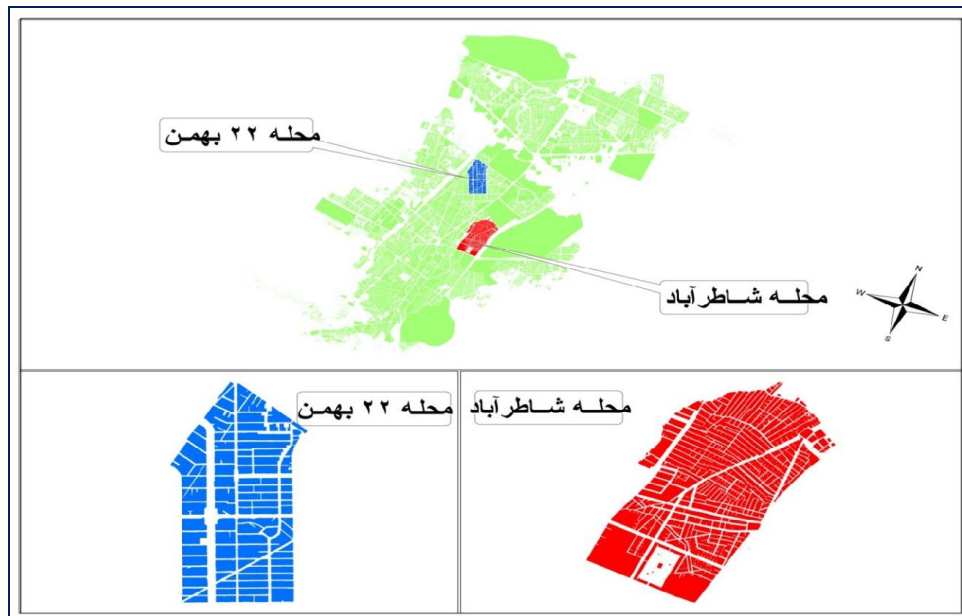 محله ۲۲ بهمن
محله شاطرآباد
N
W
E
S
محله ۲۲ بهمن
محله شاطرآباد